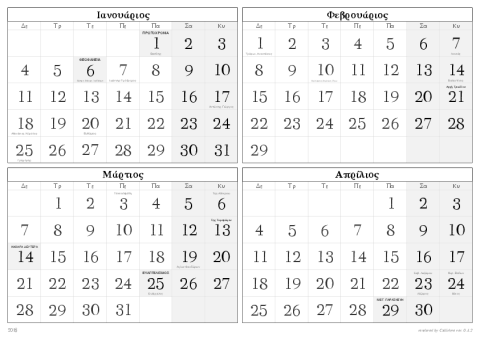 Ιανουάριος
Δε Τρ Τε Πε Πα Σα Κυ
ΠΡΩΤΟΧΡΟΝΙΑ
1 2 3
ΘΕΟΦΑΝΕΙΑ
4 5 6 7 8 9 10
11 12 13 14 15 16 17
18 19 20 21 22 23 24
25 26 27 28 29 30 31
Φεβρουάριος
Δε Τρ Τε Πε Πα Σα Κυ
1 2 3 4 5 6 7
8 9 10 11 12 13 14
15 16 17 18 19 20 21
22 23 24 25 26 27 28
29
Μάρτιος
Δε Τρ Τε Πε Πα Σα Κυ
1 2 3 4 5 6
7 8 9 10 11 12 13
ΚΑΘΑΡΑ ΔΕΥΤΕΡΑ
14 15 16 17 18 19 20
ΕΥΑΓΓΕΛΙΣΜΟΣ
21 22 23 24 25 26 27
28 29 30 31
Απρίλιος
Δε Τρ Τε Πε Πα Σα Κυ
1 2 3
4 5 6 7 8 9 10
11 12 13 14 15 16 17
18 19 20 21 22 23 24
ΜΕΓ. ΠΑΡΑΣΚΕΥΗ
25 26 27 28 29 30
2016